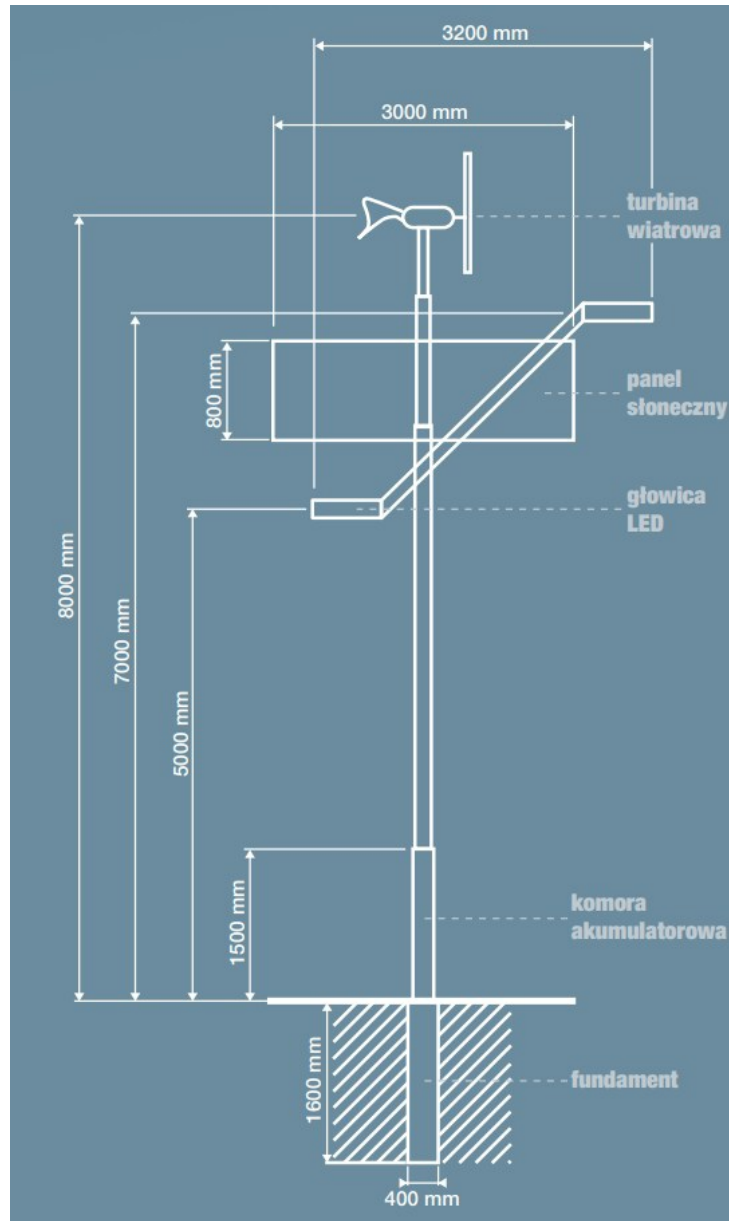 3200 mm
3000 mm
turbina
wiatrowa
800 mm
panel
słoneczny
głowica
LED
8000 mm
7000 mm
5000 mm
1500 mm
komora
akumulatorowa
1600 mm
fundament
400 mm